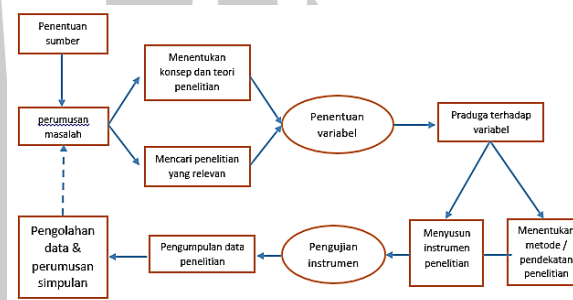 Penentuan
sumber
perumusan
masalah
Menentukan
konsep dan teori
penelitian
Mencari penelitian
yang relevan
Penentuan
variabel
Praduga terhadap
variabel
Menyusun
instrumen
penelitian
Menentukan
metode /
pendekatan
penelitian
Pengujian
instrumen
Pengumpulan data
penelitian
Pengolahan
data &
perumusan
simpulan